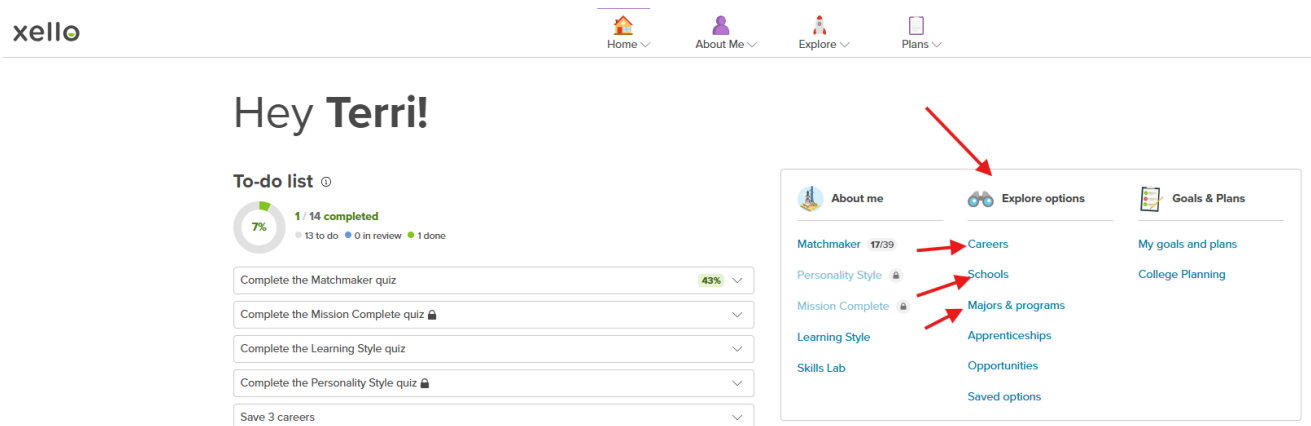 xello
Home
About Me
Explore
Plans
Hey Terri!
To-do list
7%
1 / 14 completed
13 to do 0 in review 1 done
Complete the Matchmaker quiz 43%
Complete the Mission Complete quiz
Complete the Learning Style quiz
Complete the Personality Style quiz
Save 3 careers
About me
Matchmaker 17/39
Personality Style
Mission Complete
Learning Style
Skills Lab
Explore options
Careers
Schools
Majors & programs
Apprenticeships
Opportunities
Saved options
Goals & Plans
My goals and plans
College Planning